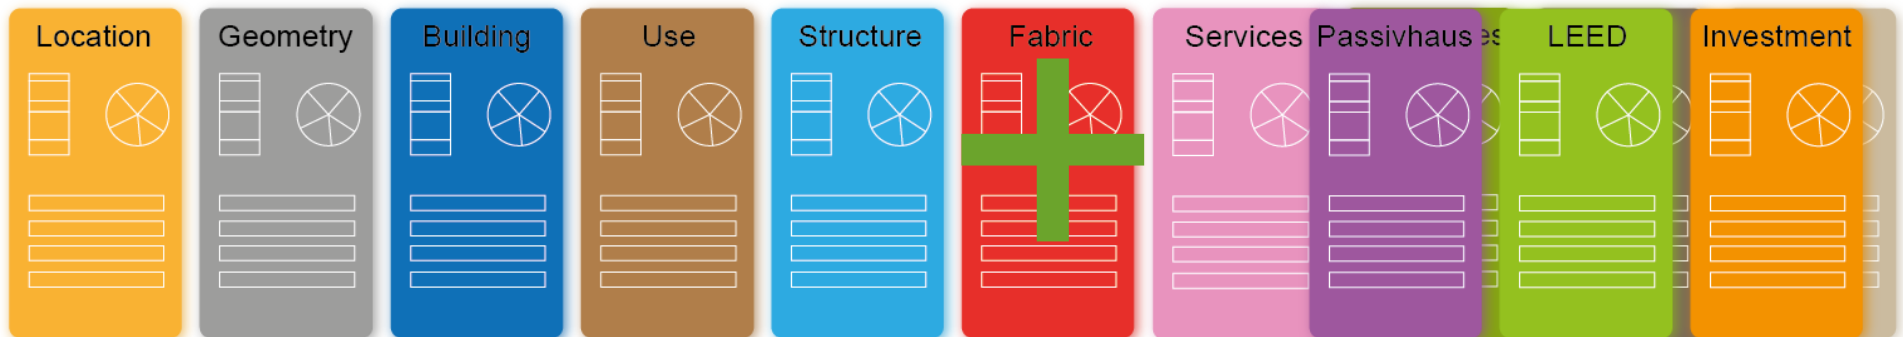 Location
Geometry
Building
Use
Structure
Fabric
Services
Passivhaus
LEED
Investment